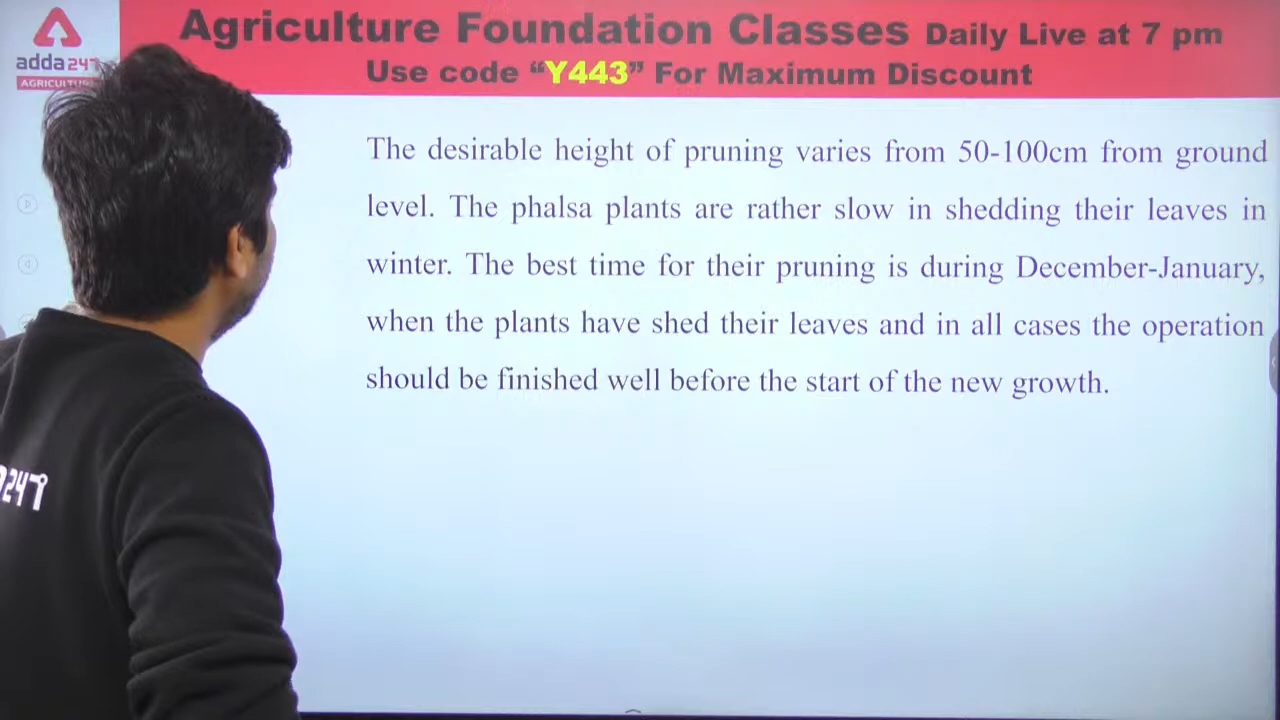 Agriculture Foundation Classes Daily Live at 7 pm
Use code “Y443” For Maximum Discount
adda247
AGRICULTURE
The desirable height of pruning varies from 50-100cm from ground
level. The phalsa plants are rather slow in shedding their leaves in
winter. The best time for their pruning is during December-January,
when the plants have shed their leaves and in all cases the operation
should be finished well before the start of the new growth.
247